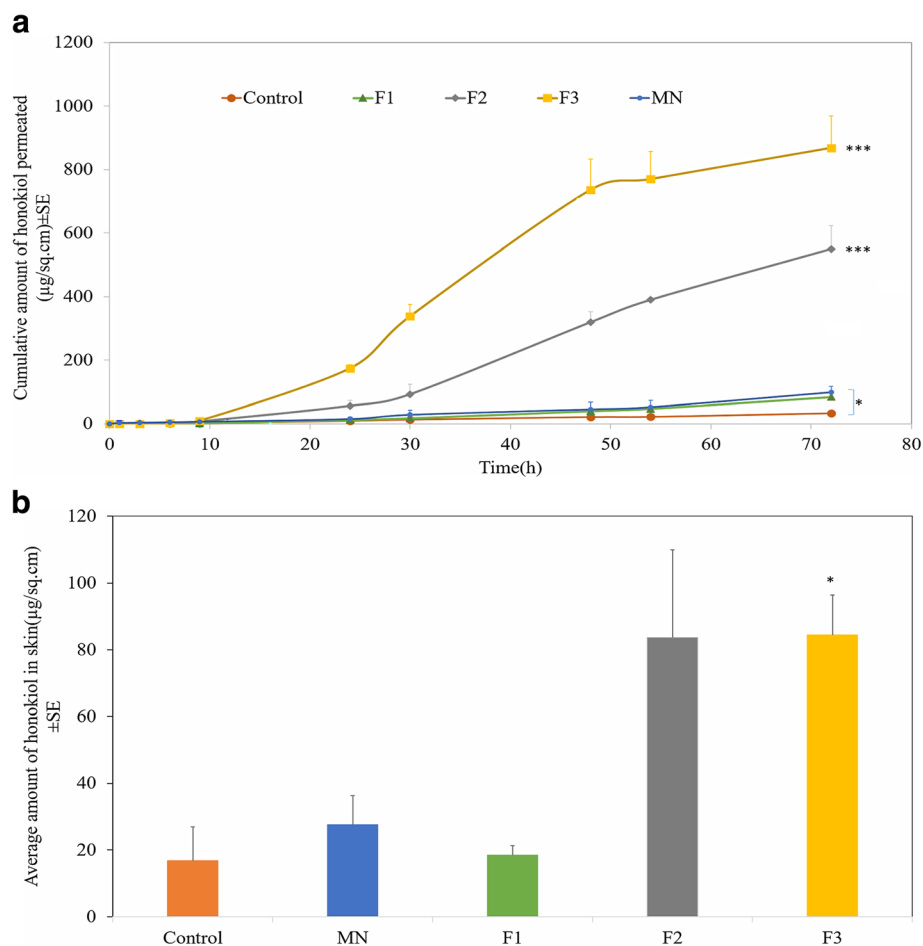 a
1200
1000
800
600
400
200
0
Cumulative amount of honokiol permeated
(µg/sq.cm)±SE
Control F1 F2 F3 MN
***
***
*
0 10 20 30 40 50 60 70 80
Time(h)
b
120
100
80
60
40
20
0
Average amount of honokiol in skin(µg/sq.cm)
±SE
*
Control MN F1 F2 F3